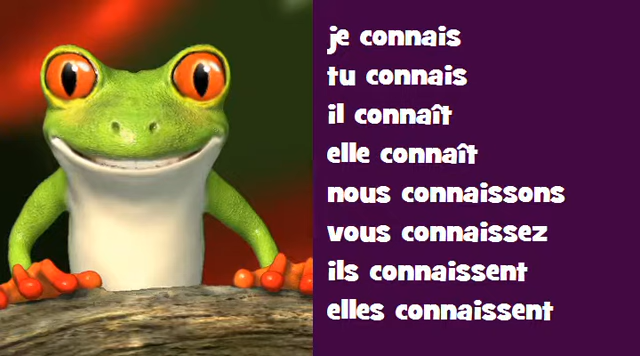 je connais
tu connais
il connaît
elle connaît
nous connaissons
vous connaissez
ils connaissent
elles connaissent